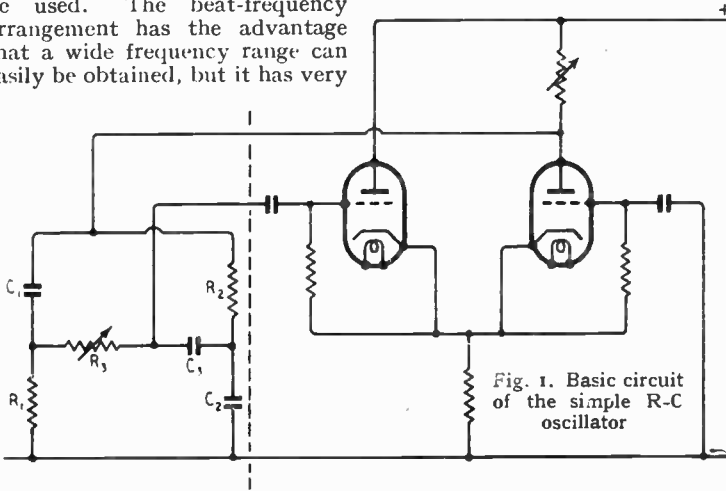 used. The beat-frequency
rrangement has the advantage
hat a wide frequency range can
asily be obtained, but it has very
+
C₁
R₂
R₃
C₃
R₁
C₂
Fig. 1. Basic circuit
of the simple R-C
oscillator